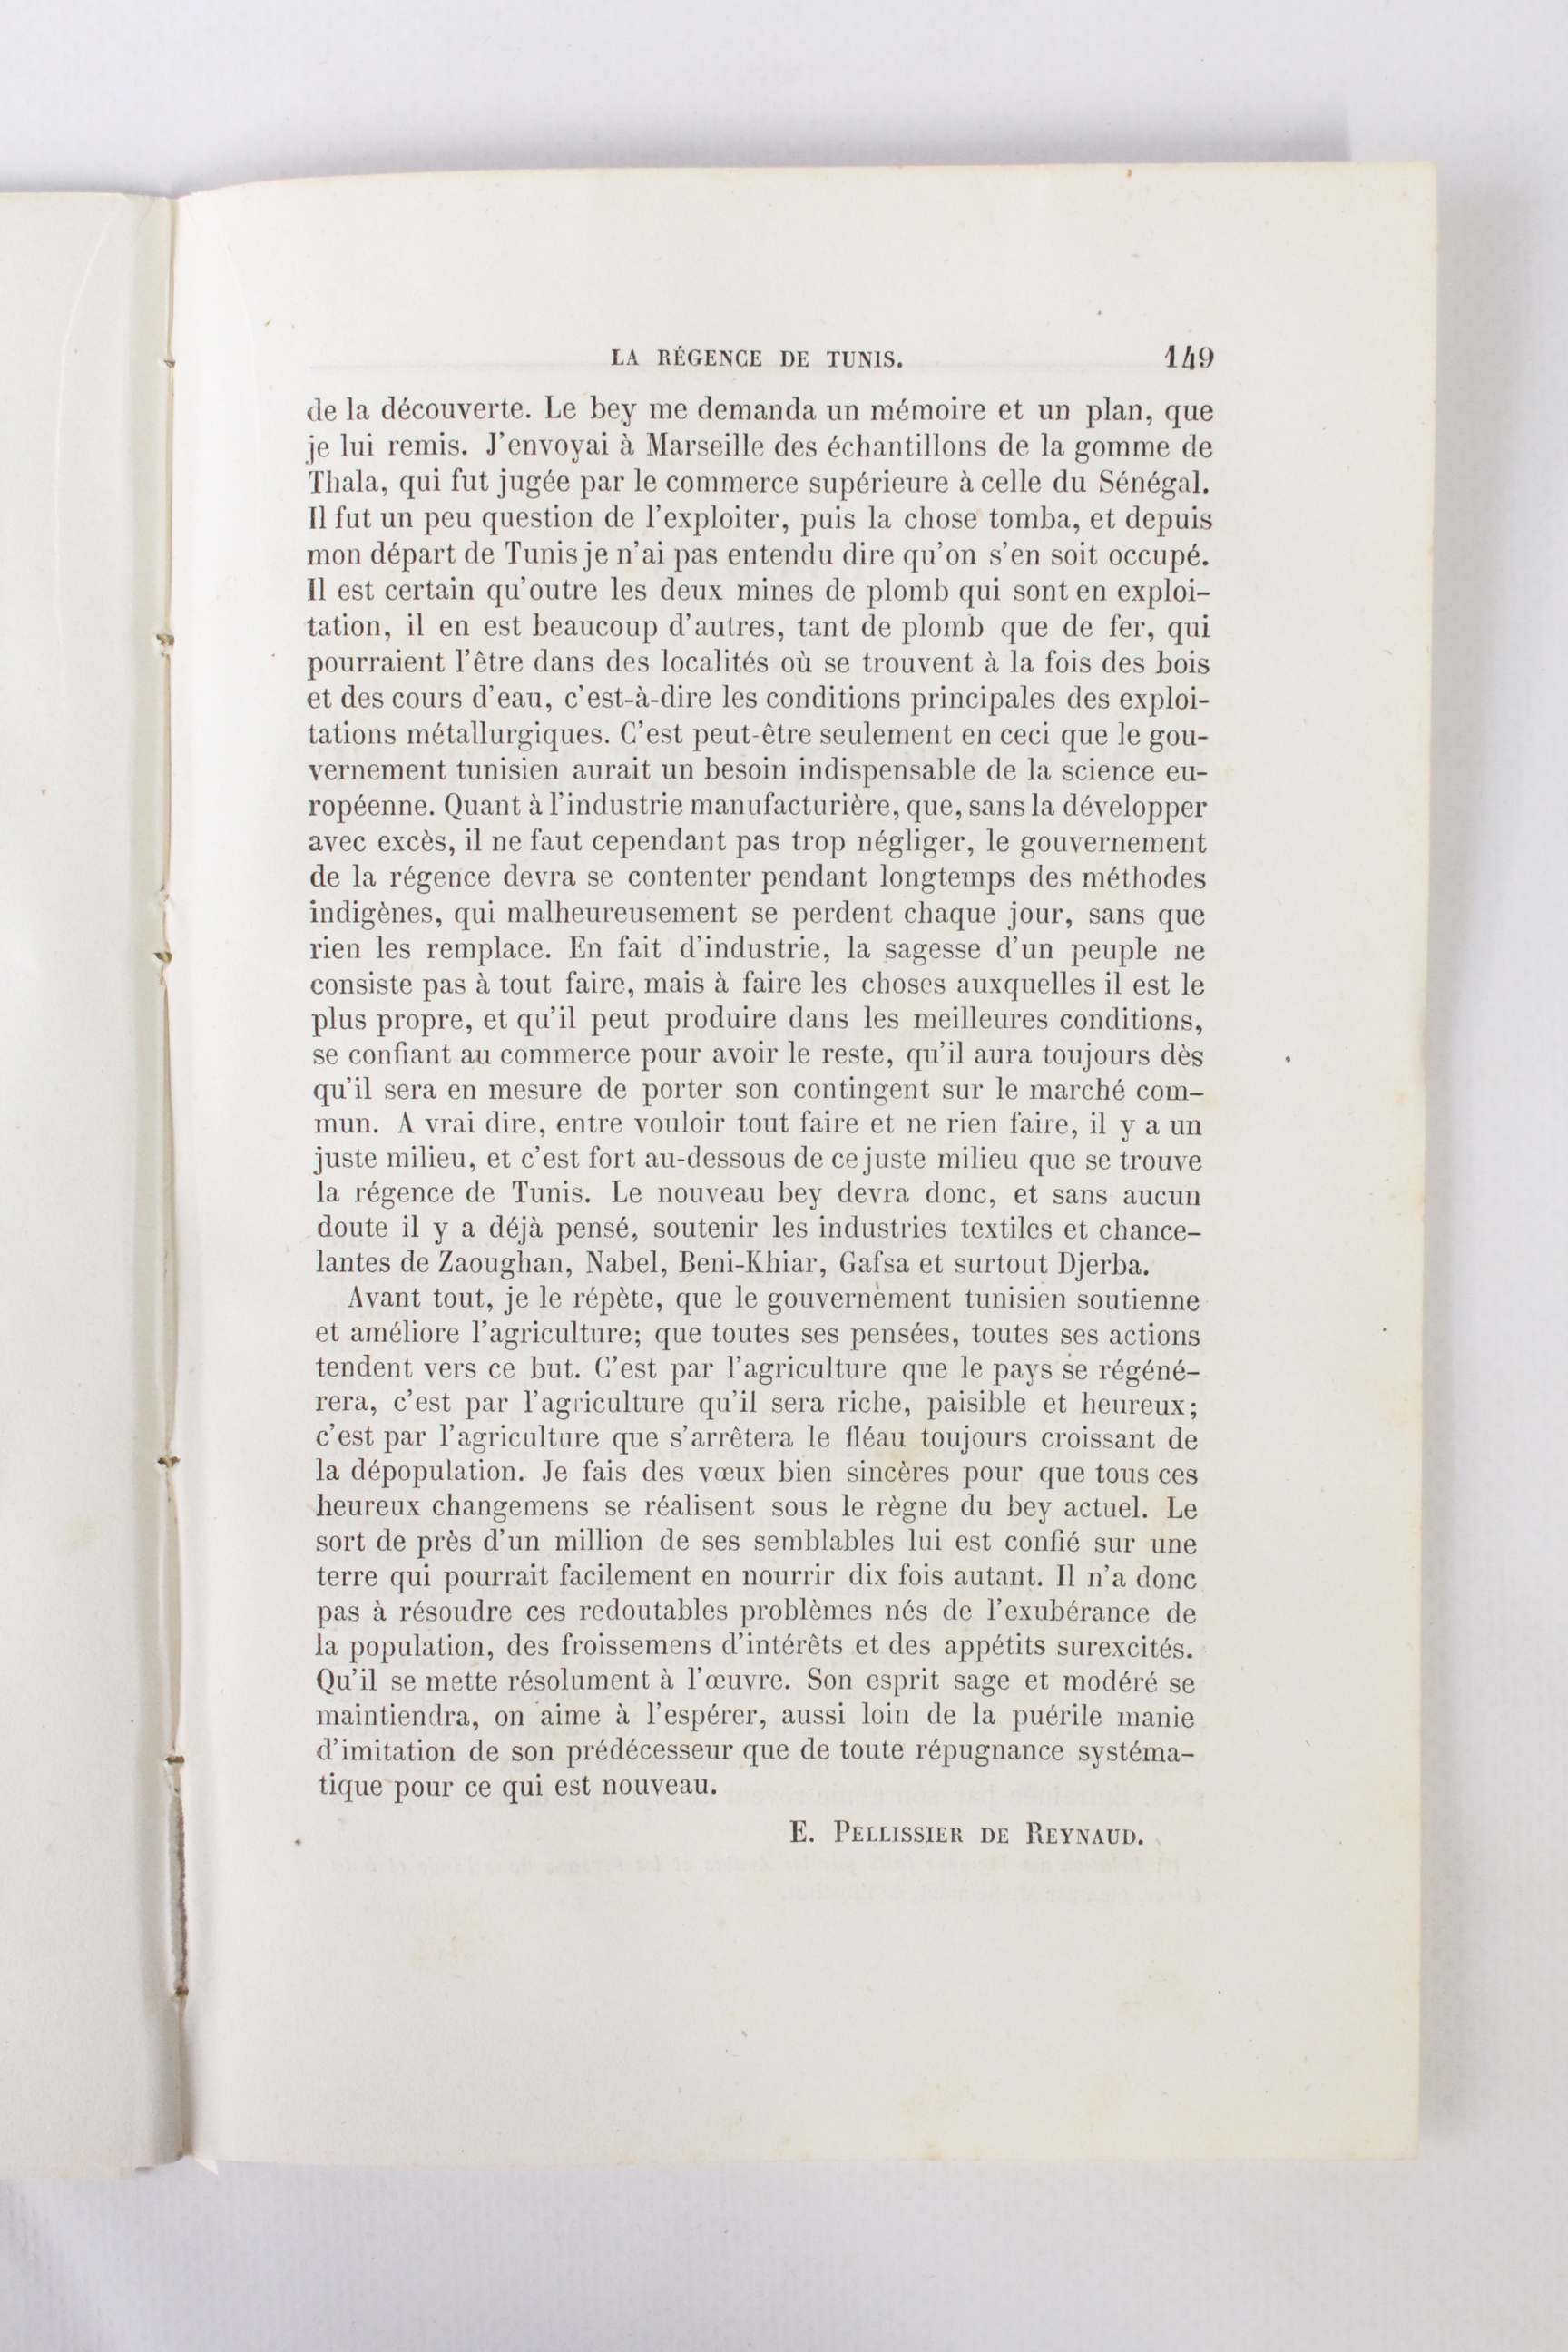 LA RÉGENCE DE TUNIS. 149
de la découverte. Le bey me demanda un mémoire et un plan, que
je lui remis. J'envoyai à Marseille des échantillons de la gomme de
Thala, qui fut jugée par le commerce supérieure à celle du Sénégal.
Il fut un peu question de l'exploiter, puis la chose tomba, et depuis
mon départ de Tunis je n'ai pas entendu dire qu'on s'en soit occupé.
Il est certain qu'outre les deux mines de plomb qui sont en exploi-
tation, il en est beaucoup d'autres, tant de plomb que de fer, qui
pourraient l'être dans des localités où se trouvent à la fois des bois
et des cours d'eau, c'est-à-dire les conditions principales des exploi-
tations métallurgiques. C'est peut-être seulement en ceci que le gou-
vernement tunisien aurait un besoin indispensable de la science eu-
ropéenne. Quant à l'industrie manufacturière, que, sans la développer
avec excès, il ne faut cependant pas trop négliger, le gouvernement
de la régence devra se contenter pendant longtemps des méthodes
indigènes, qui malheureusement se perdent chaque jour, sans que
rien les remplace. En fait d'industrie, la sagesse d'un peuple ne
consiste pas à tout faire, mais à faire les choses auxquelles il est le
plus propre, et qu'il peut produire dans les meilleures conditions,
se confiant au commerce pour avoir le reste, qu'il aura toujours dès
qu'il sera en mesure de porter son contingent sur le marché com-
mun. A vrai dire, entre vouloir tout faire et ne rien faire, il y a un
juste milieu, et c'est fort au-dessous de ce juste milieu que se trouve
la régence de Tunis. Le nouveau bey devra donc, et sans aucun
doute il y a déjà pensé, soutenir les industries textiles et chance-
lantes de Zaoughan, Nabel, Beni-Khiar, Gafsa et surtout Djerba.
Avant tout, je le répète, que le gouvernement tunisien soutienne
et améliore l'agriculture; que toutes ses pensées, toutes ses actions
tendent vers ce but. C'est par l'agriculture que le pays se régéné-
rera, c'est par l'agriculture qu'il sera riche, paisible et heureux;
c'est par l'agriculture que s'arrêtera le fléau toujours croissant de
la dépopulation. Je fais des vœux bien sincères pour que tous ces
heureux changemens se réalisent sous le règne du bey actuel. Le
sort de près d'un million de ses semblables lui est confié sur une
terre qui pourrait facilement en nourrir dix fois autant. Il n'a donc
pas à résoudre ces redoutables problèmes nés de l'exubérance de
la population, des froissemens d'intérêts et des appétits surexcités.
Qu'il se mette résolument à l'œuvre. Son esprit sage et modéré se
maintiendra, on aime à l'espérer, aussi loin de la puérile manie
d'imitation de son prédécesseur que de toute répugnance systéma-
tique pour ce qui est nouveau.
E. PELLISSIER DE REYNAUD.